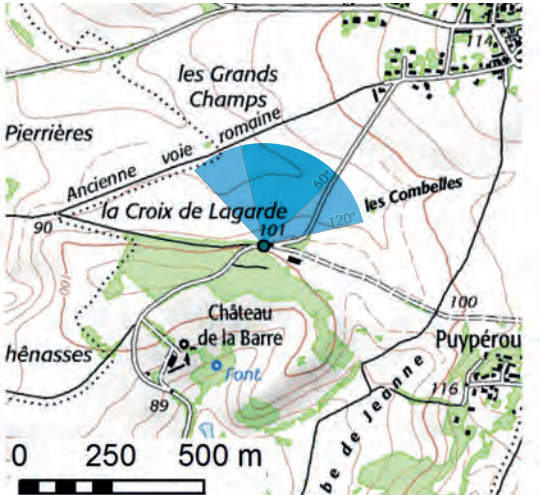 114
les Grands
Champs
Pierrières
Ancienne voie romaine
60°
120°
les Combelles
la Croix de Lagarde
101
90
100
100
Château
de la Barre
Puypérou
hênasses
Font.
116
89
be de Jeanne
0 250 500 m